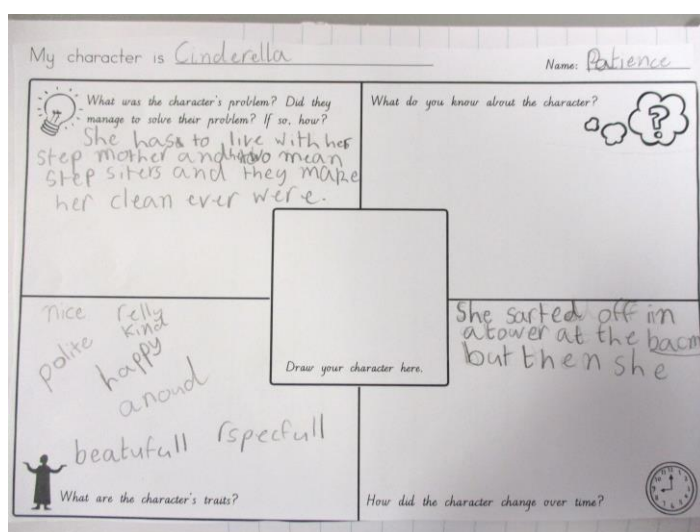 My character is Cinderella
Name: Patience
What was the character's problem? Did they
manage to solve their problem? If so, how?
She has to live with her
step mother and two mean
step siters and they make
her clean ever were.
What do you know about the character?
?
Draw your character here.
nice relly
kind
polite
happy
anoud
beatufull rspecfull
What are the character's traits?
She sarted off in
a tower at the bacm
but then she
How did the character change over time?